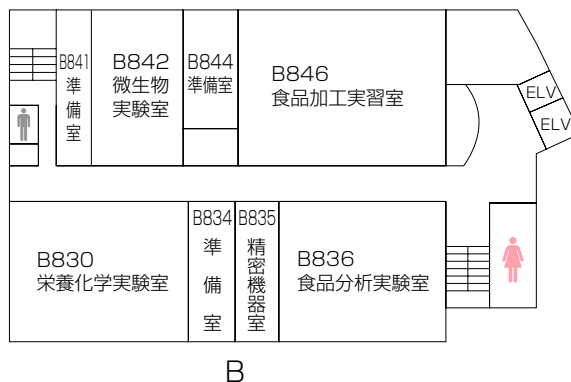 B841
準備室
B842
微生物
実験室
B844
準備室
B846
食品加工実習室
ELV
ELV
B830
栄養化学実験室
B834
準備室
B835
精密機器室
B836
食品分析実験室
B